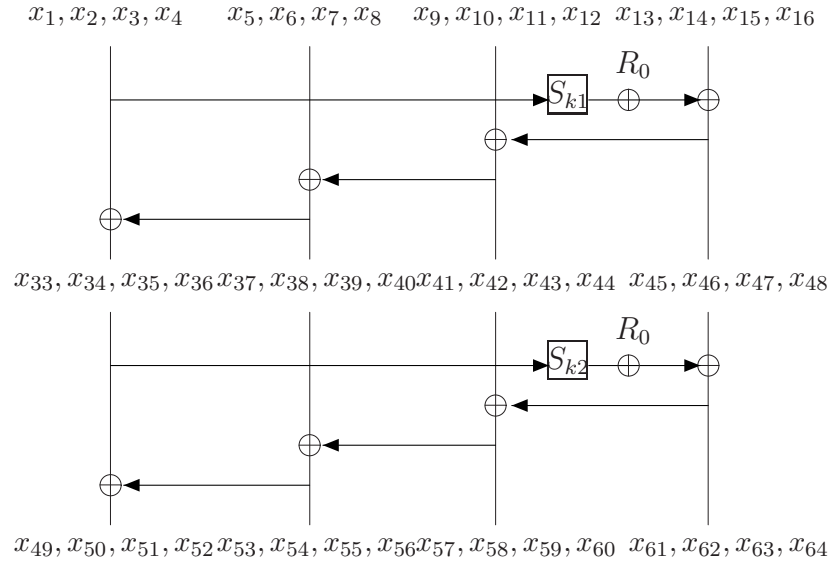 x₁, x₂, x₃, x₄ x₅, x₆, x₇, x₈ x₉, x₁₀, x₁₁, x₁₂ x₁₃, x₁₄, x₁₅, x₁₆
R₀
Sₖ₁
x₃₃, x₃₄, x₃₅, x₃₆ x₃₇, x₃₈, x₃₉, x₄₀ x₄₁, x₄₂, x₄₃, x₄₄ x₄₅, x₄₆, x₄₇, x₄₈
R₀
Sₖ₂
x₄₉, x₅₀, x₅₁, x₅₂ x₅₃, x₅₄, x₅₅, x₅₆ x₅₇, x₅₈, x₅₉, x₆₀ x₆₁, x₆₂, x₆₃, x₆₄